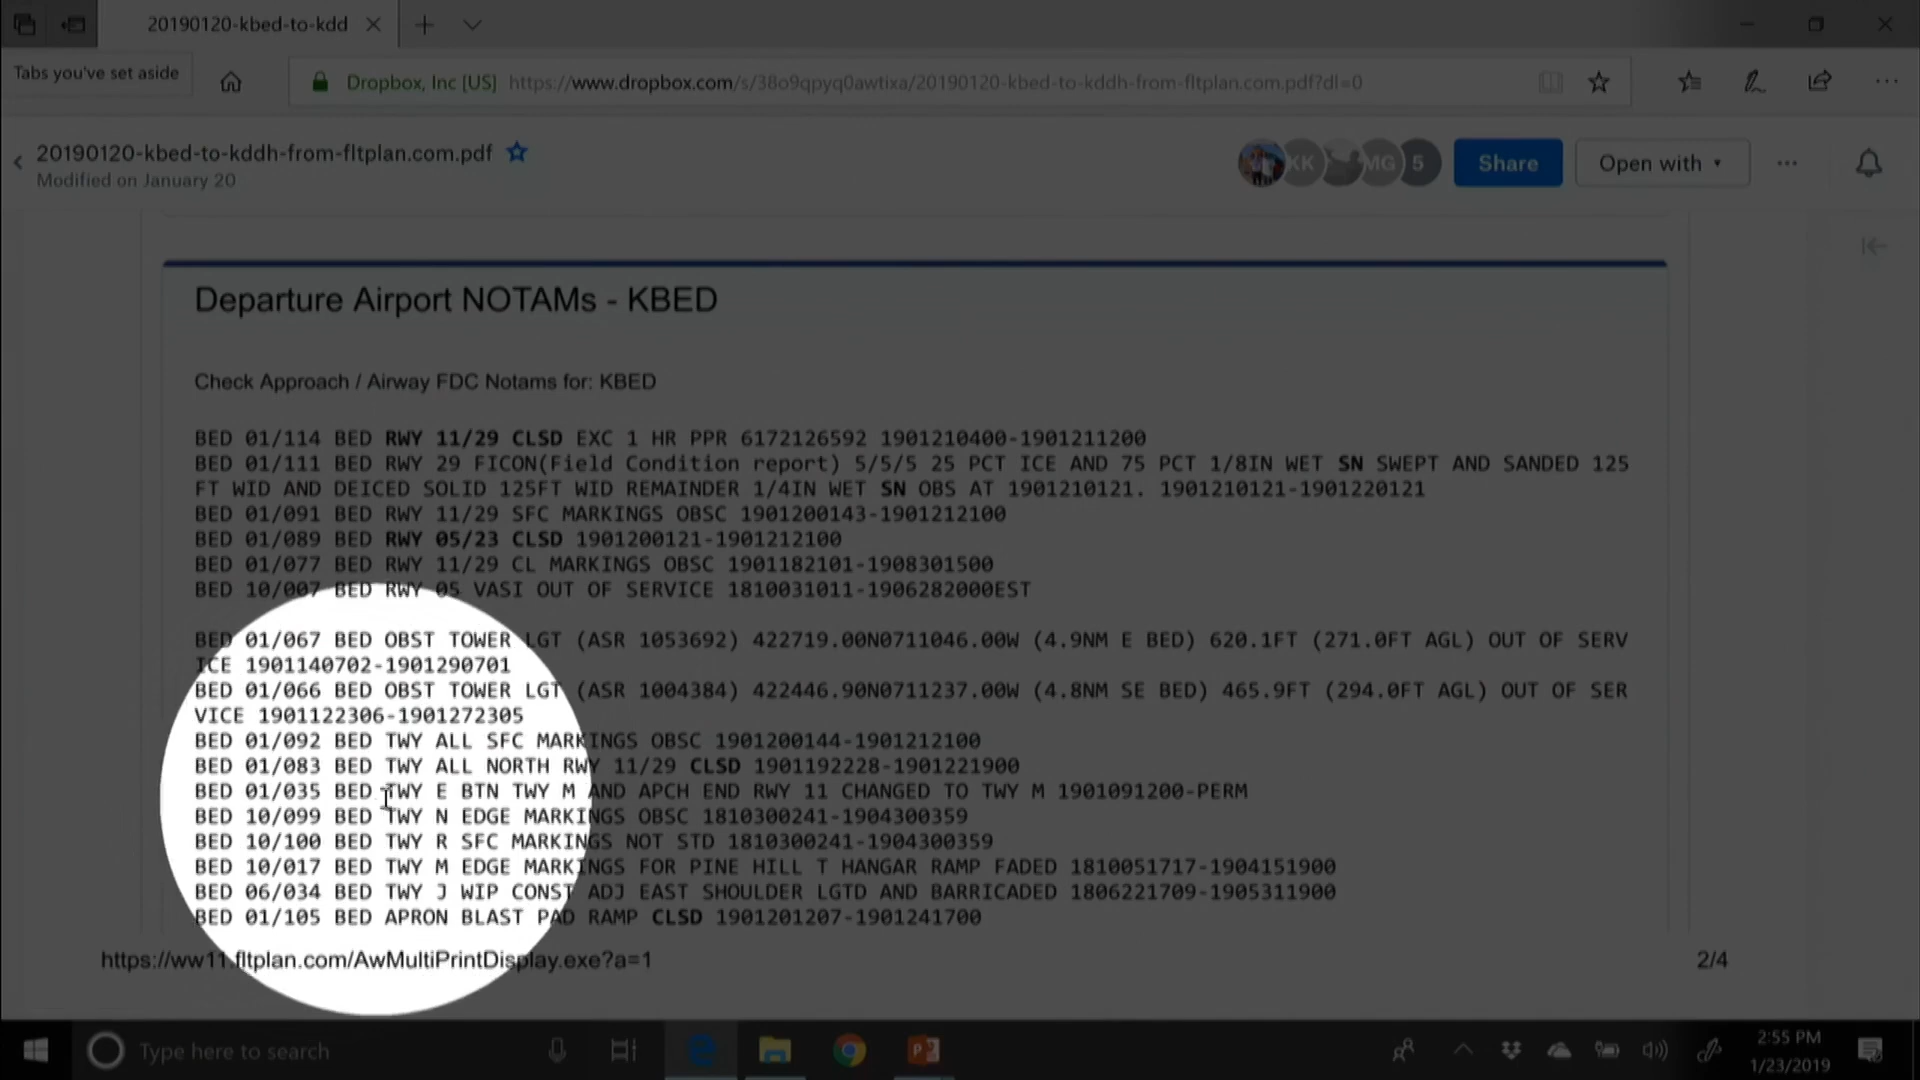 20190120-kbed-to-kdd
Tabs you've set aside
Dropbox, Inc [US] https://www.dropbox.com/s/38o9qpyq0awtixa/20190120-kbed-to-kddh-from-fltplan.com.pdf?dl=0
20190120-kbed-to-kddh-from-fltplan.com.pdf
Modified on January 20
KK MG 5 Share Open with
Departure Airport NOTAMs - KBED
Check Approach / Airway FDC Notams for: KBED
BED 01/114 BED RWY 11/29 CLSD EXC 1 HR PPR 6172126592 1901210400-1901211200
BED 01/111 BED RWY 29 FICON(Field Condition report) 5/5/5 25 PCT ICE AND 75 PCT 1/8IN WET SN SWEPT AND SANDED 125
FT WID AND DEICED SOLID 125FT WID REMAINDER 1/4IN WET SN OBS AT 1901210121. 1901210121-1901220121
BED 01/091 BED RWY 11/29 SFC MARKINGS OBSC 1901200143-1901212100
BED 01/089 BED RWY 05/23 CLSD 1901200121-1901212100
BED 01/077 BED RWY 11/29 CL MARKINGS OBSC 1901182101-1908301500
BED 10/007 BED RWY 05 VASI OUT OF SERVICE 1810031011-1906282000EST
BED 01/067 BED OBST TOWER LGT (ASR 1053692) 422719.00N0711046.00W (4.9NM E BED) 620.1FT (271.0FT AGL) OUT OF SERV
ICE 1901140702-1901290701
BED 01/066 BED OBST TOWER LGT (ASR 1004384) 422446.90N0711237.00W (4.8NM SE BED) 465.9FT (294.0FT AGL) OUT OF SER
VICE 1901122306-1901272305
BED 01/092 BED TWY ALL SFC MARKINGS OBSC 1901200144-1901212100
BED 01/083 BED TWY ALL NORTH RWY 11/29 CLSD 1901192228-1901221900
BED 01/035 BED TWY E BTN TWY M AND APCH END RWY 11 CHANGED TO TWY M 1901091200-PERM
BED 10/099 BED TWY N EDGE MARKINGS OBSC 1810300241-1904300359
BED 10/100 BED TWY R SFC MARKINGS NOT STD 1810300241-1904300359
BED 10/017 BED TWY M EDGE MARKINGS FOR PINE HILL T HANGAR RAMP FADED 1810051717-1904151900
BED 06/034 BED TWY J WIP CONST ADJ EAST SHOULDER LGTD AND BARRICADED 1806221709-1905311900
BED 01/105 BED APRON BLAST PAD RAMP CLSD 1901201207-1901241700
https://ww11.fltplan.com/AwMultiPrintDisplay.exe?a=1 2/4
Type here to search
2:55 PM
1/23/2019